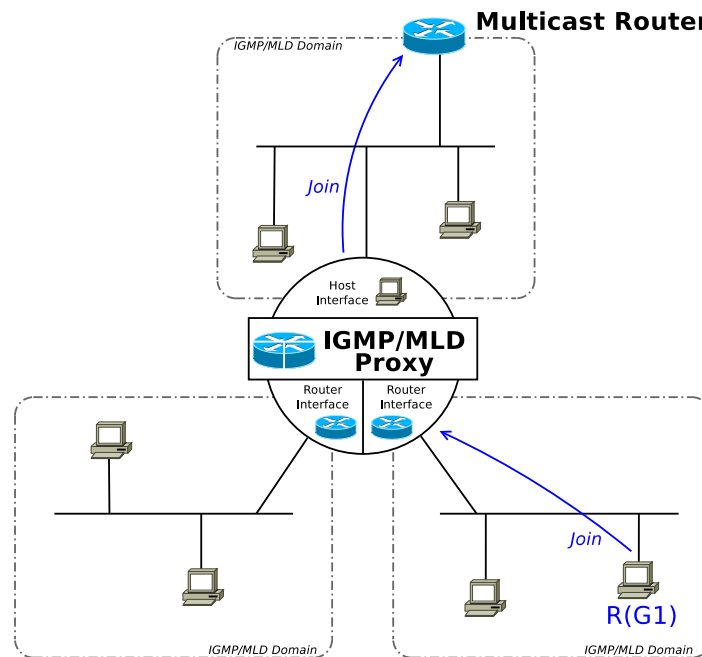 Multicast Router
IGMP/MLD Domain
Join
Host
Interface
IGMP/MLD
Proxy
Router
Interface
Router
Interface
Join
R(G1)
IGMP/MLD Domain
IGMP/MLD Domain